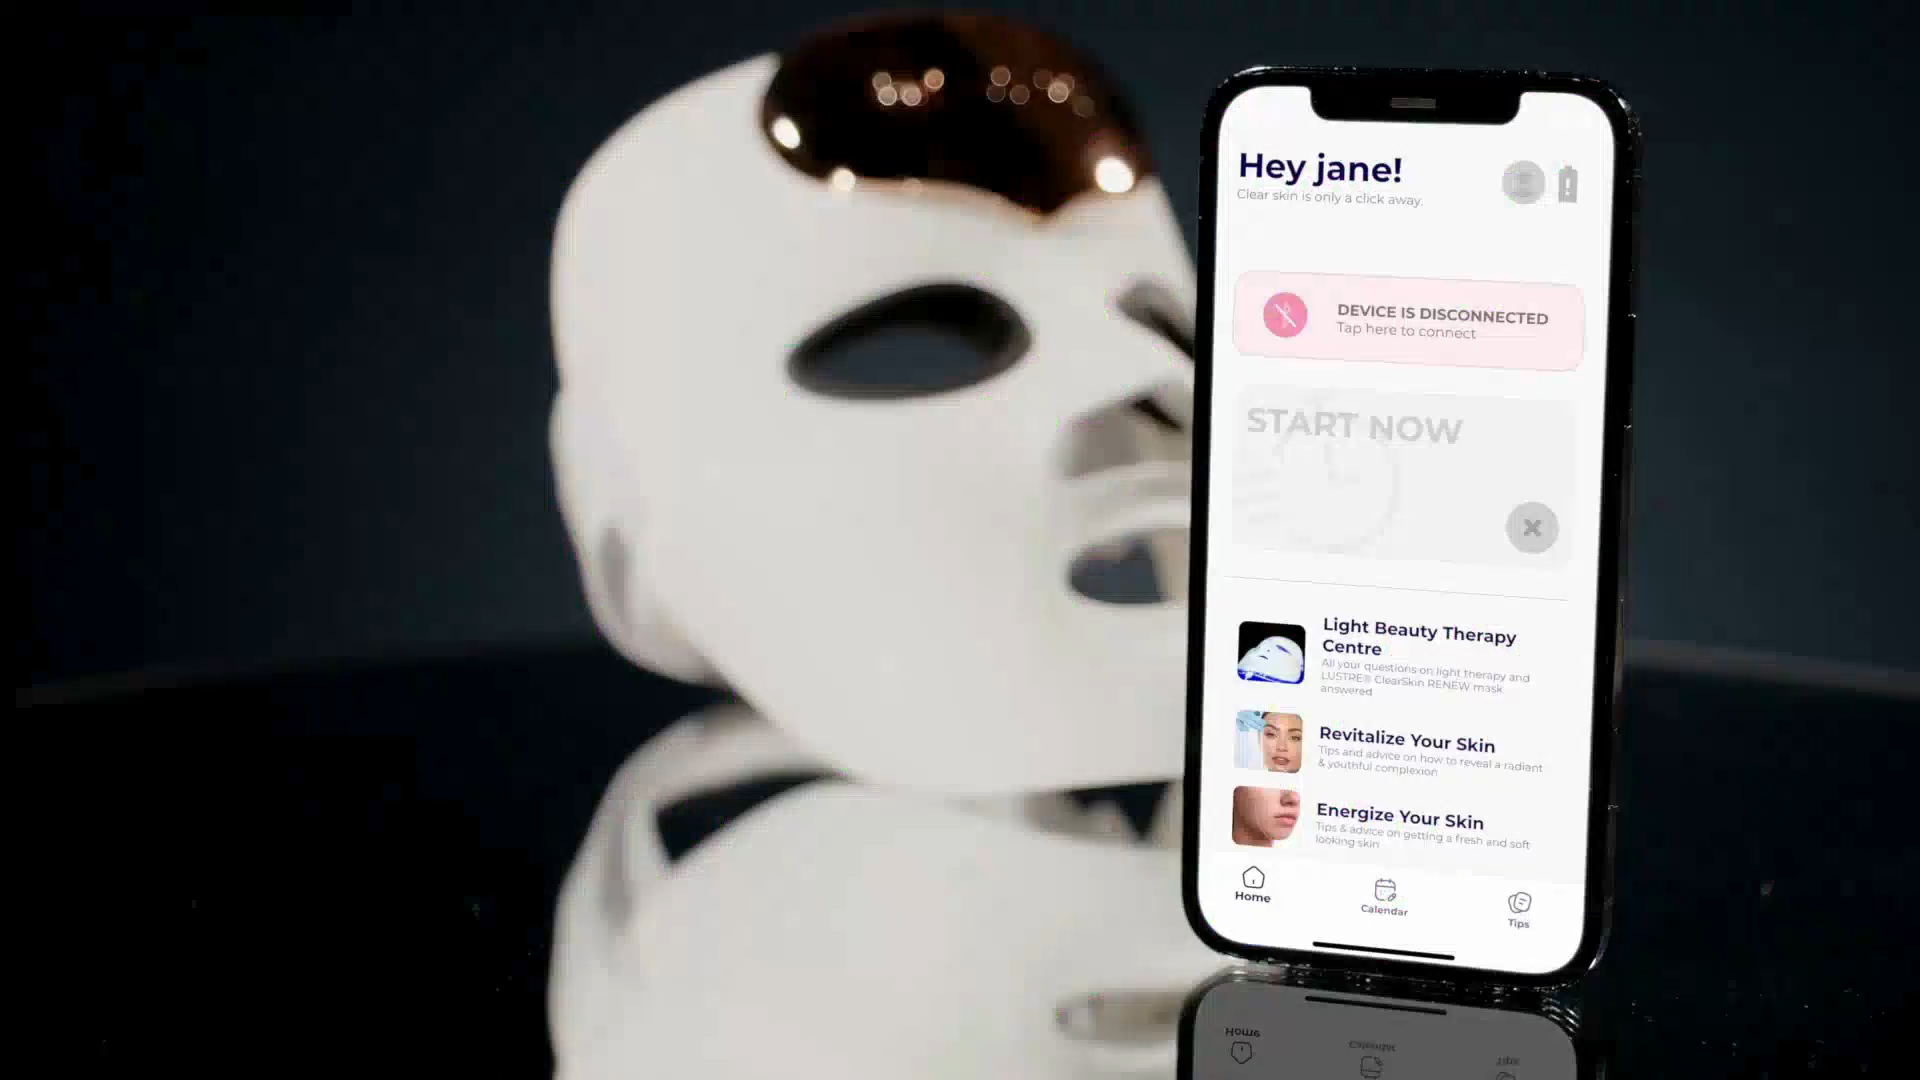 Hey jane!
Clear skin is only a click away.
DEVICE IS DISCONNECTED
Tap here to connect
START NOW
Light Beauty Therapy
Centre
All your questions on light therapy and
LUSTRE® ClearSkin RENEW mask
answered
Revitalize Your Skin
Tips and advice on how to reveal a radiant
& youthful complexion
Energize Your Skin
Tips & advice on getting a fresh and soft
looking skin
Home
Calendar
Tips
Home
Calendar
Tips